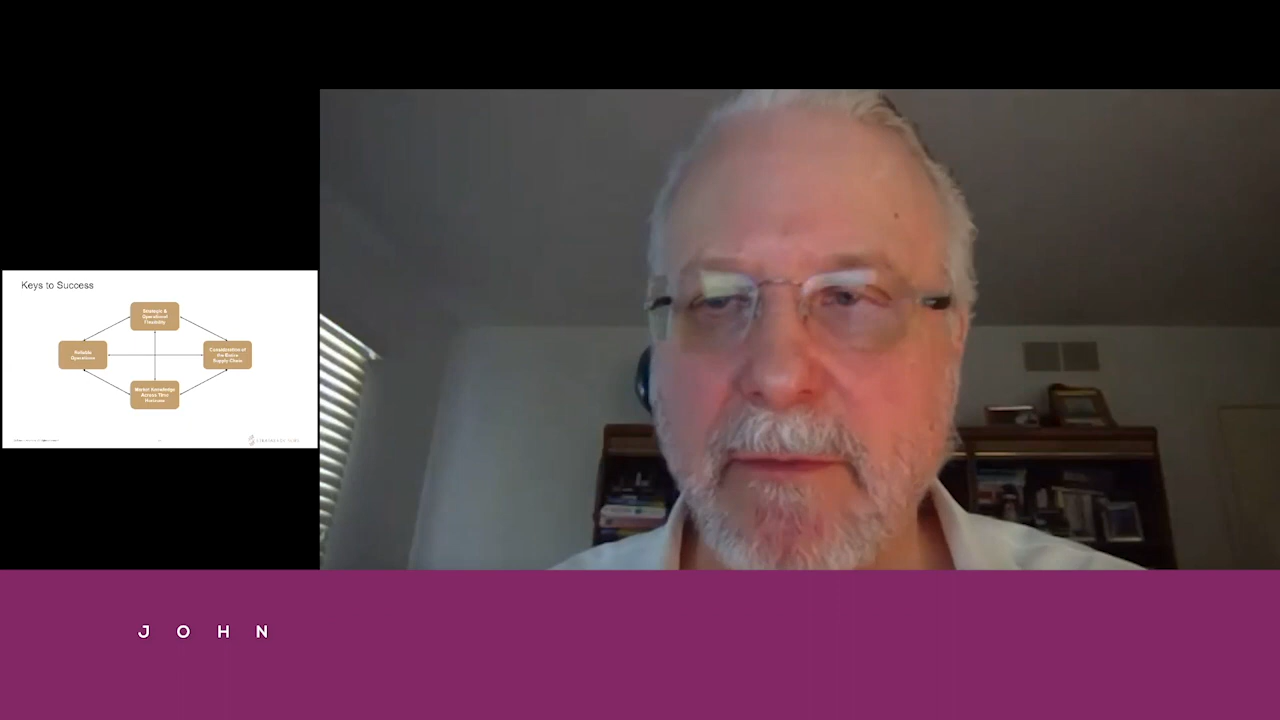 Keys to Success
Strategic &
Operational
Flexibility
Reliable
Operations
Consideration of
the Entire
Supply Chain
Market Knowledge
Across Time
Horizons
JOHN